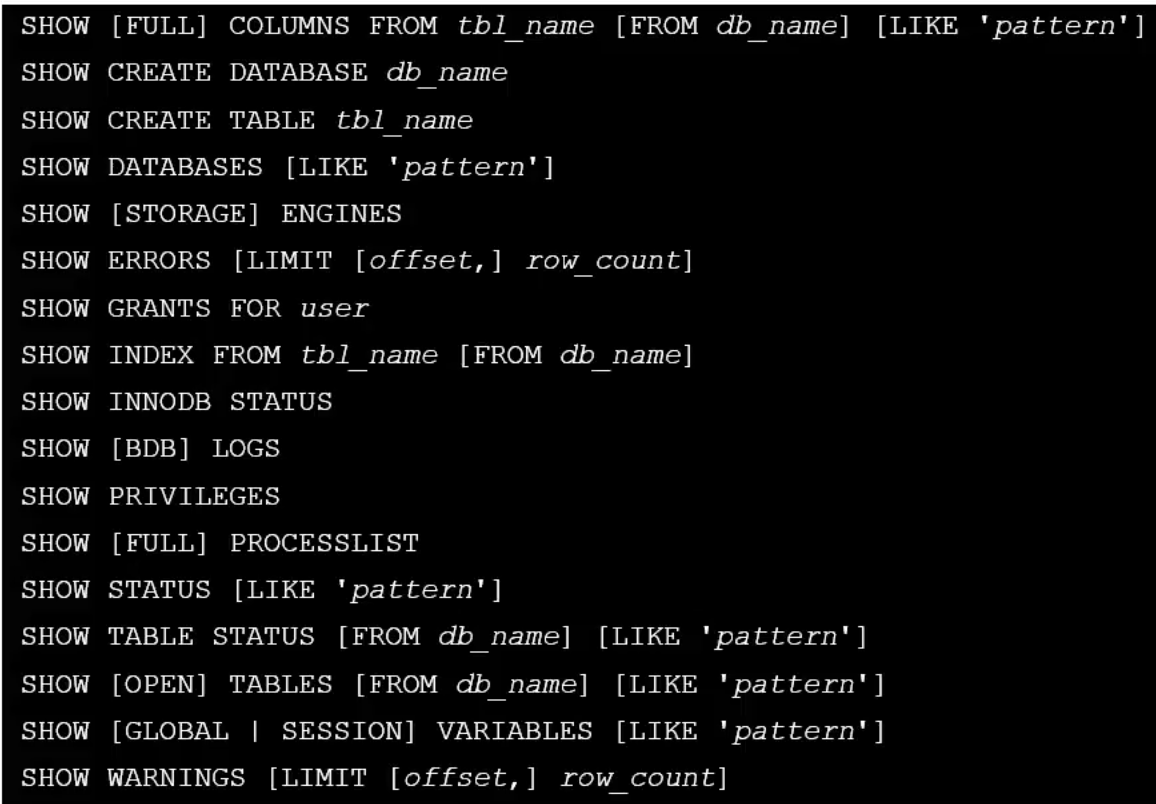 SHOW [FULL] COLUMNS FROM tbl_name [FROM db_name] [LIKE 'pattern']
SHOW CREATE DATABASE db_name
SHOW CREATE TABLE tbl_name
SHOW DATABASES [LIKE 'pattern']
SHOW [STORAGE] ENGINES
SHOW ERRORS [LIMIT [offset,] row_count]
SHOW GRANTS FOR user
SHOW INDEX FROM tbl_name [FROM db_name]
SHOW INNODB STATUS
SHOW [BDB] LOGS
SHOW PRIVILEGES
SHOW [FULL] PROCESSLIST
SHOW STATUS [LIKE 'pattern']
SHOW TABLE STATUS [FROM db_name] [LIKE 'pattern']
SHOW [OPEN] TABLES [FROM db_name] [LIKE 'pattern']
SHOW [GLOBAL | SESSION] VARIABLES [LIKE 'pattern']
SHOW WARNINGS [LIMIT [offset,] row_count]